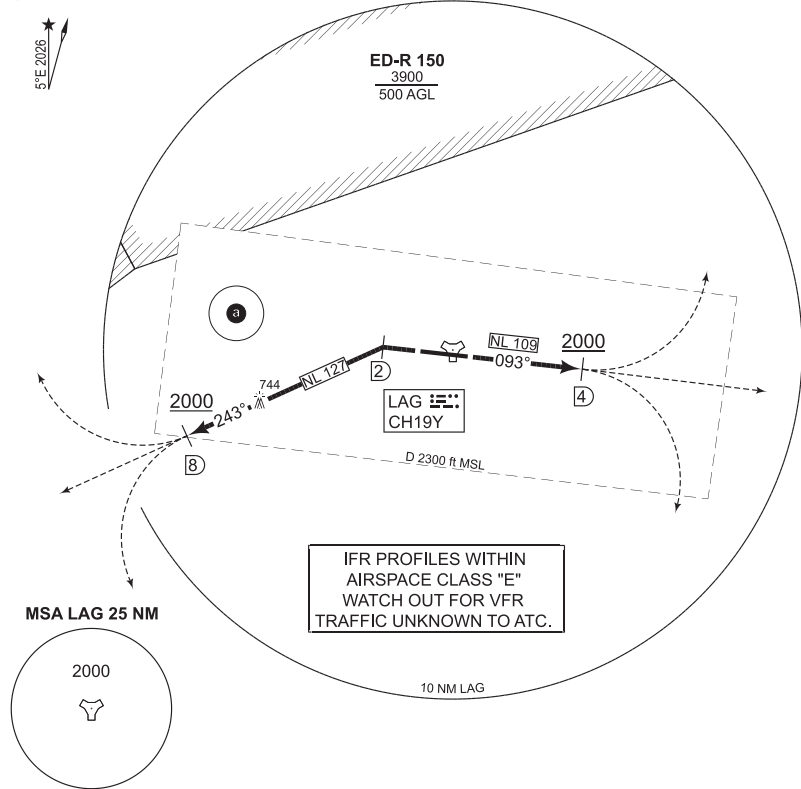 5°E 2026
ED-R 150
3900
500 AGL
a
NL 109
2000
093°
2
4
NL 127
744
2000
243°
8
LAG
CH19Y
D 2300 ft MSL
IFR PROFILES WITHIN
AIRSPACE CLASS "E"
WATCH OUT FOR VFR
TRAFFIC UNKNOWN TO ATC.
MSA LAG 25 NM
2000
10 NM LAG